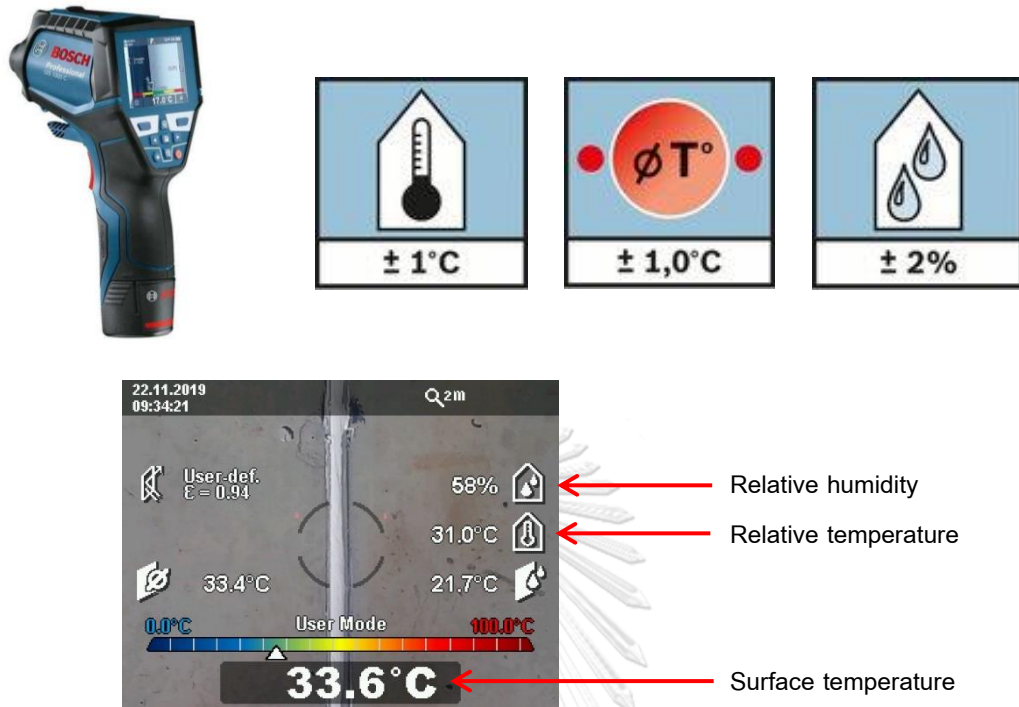 BOSCH
Professional
17.0°C
± 1°C
ø T°
± 1,0°C
± 2%
22.11.2019
09:34:21
2m
User-def.
ε = 0.94
58%
31.0°C
33.4°C
21.7°C
0.0°C
User Mode
100.0°C
33.6°C
Relative humidity
Relative temperature
Surface temperature